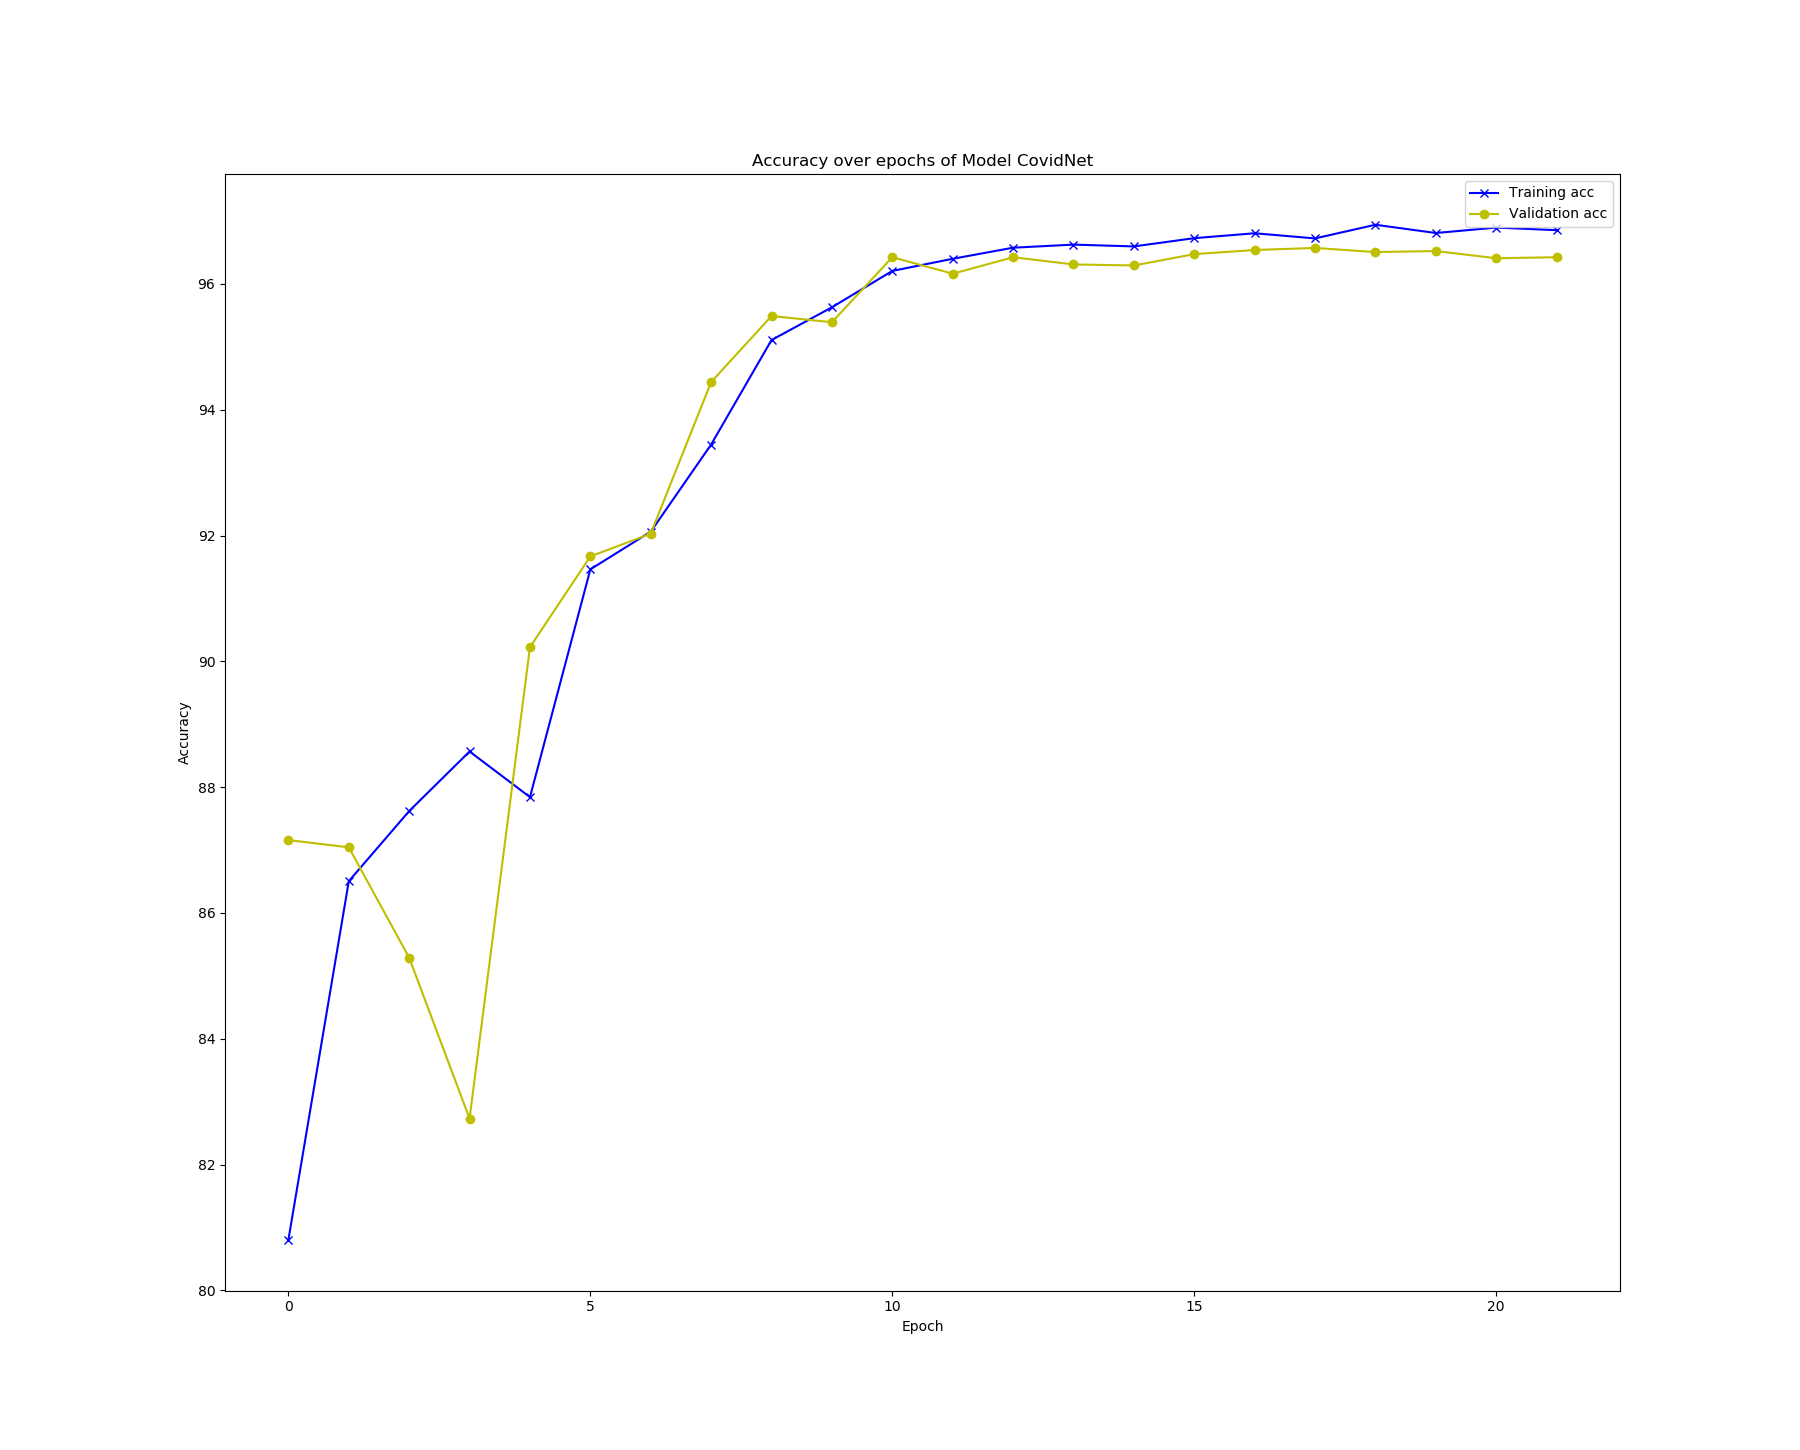 Accuracy over epochs of Model CovidNet
Training acc
Validation acc
96
94
92
90
88
86
84
82
80
Accuracy
0 5 10 15 20
Epoch